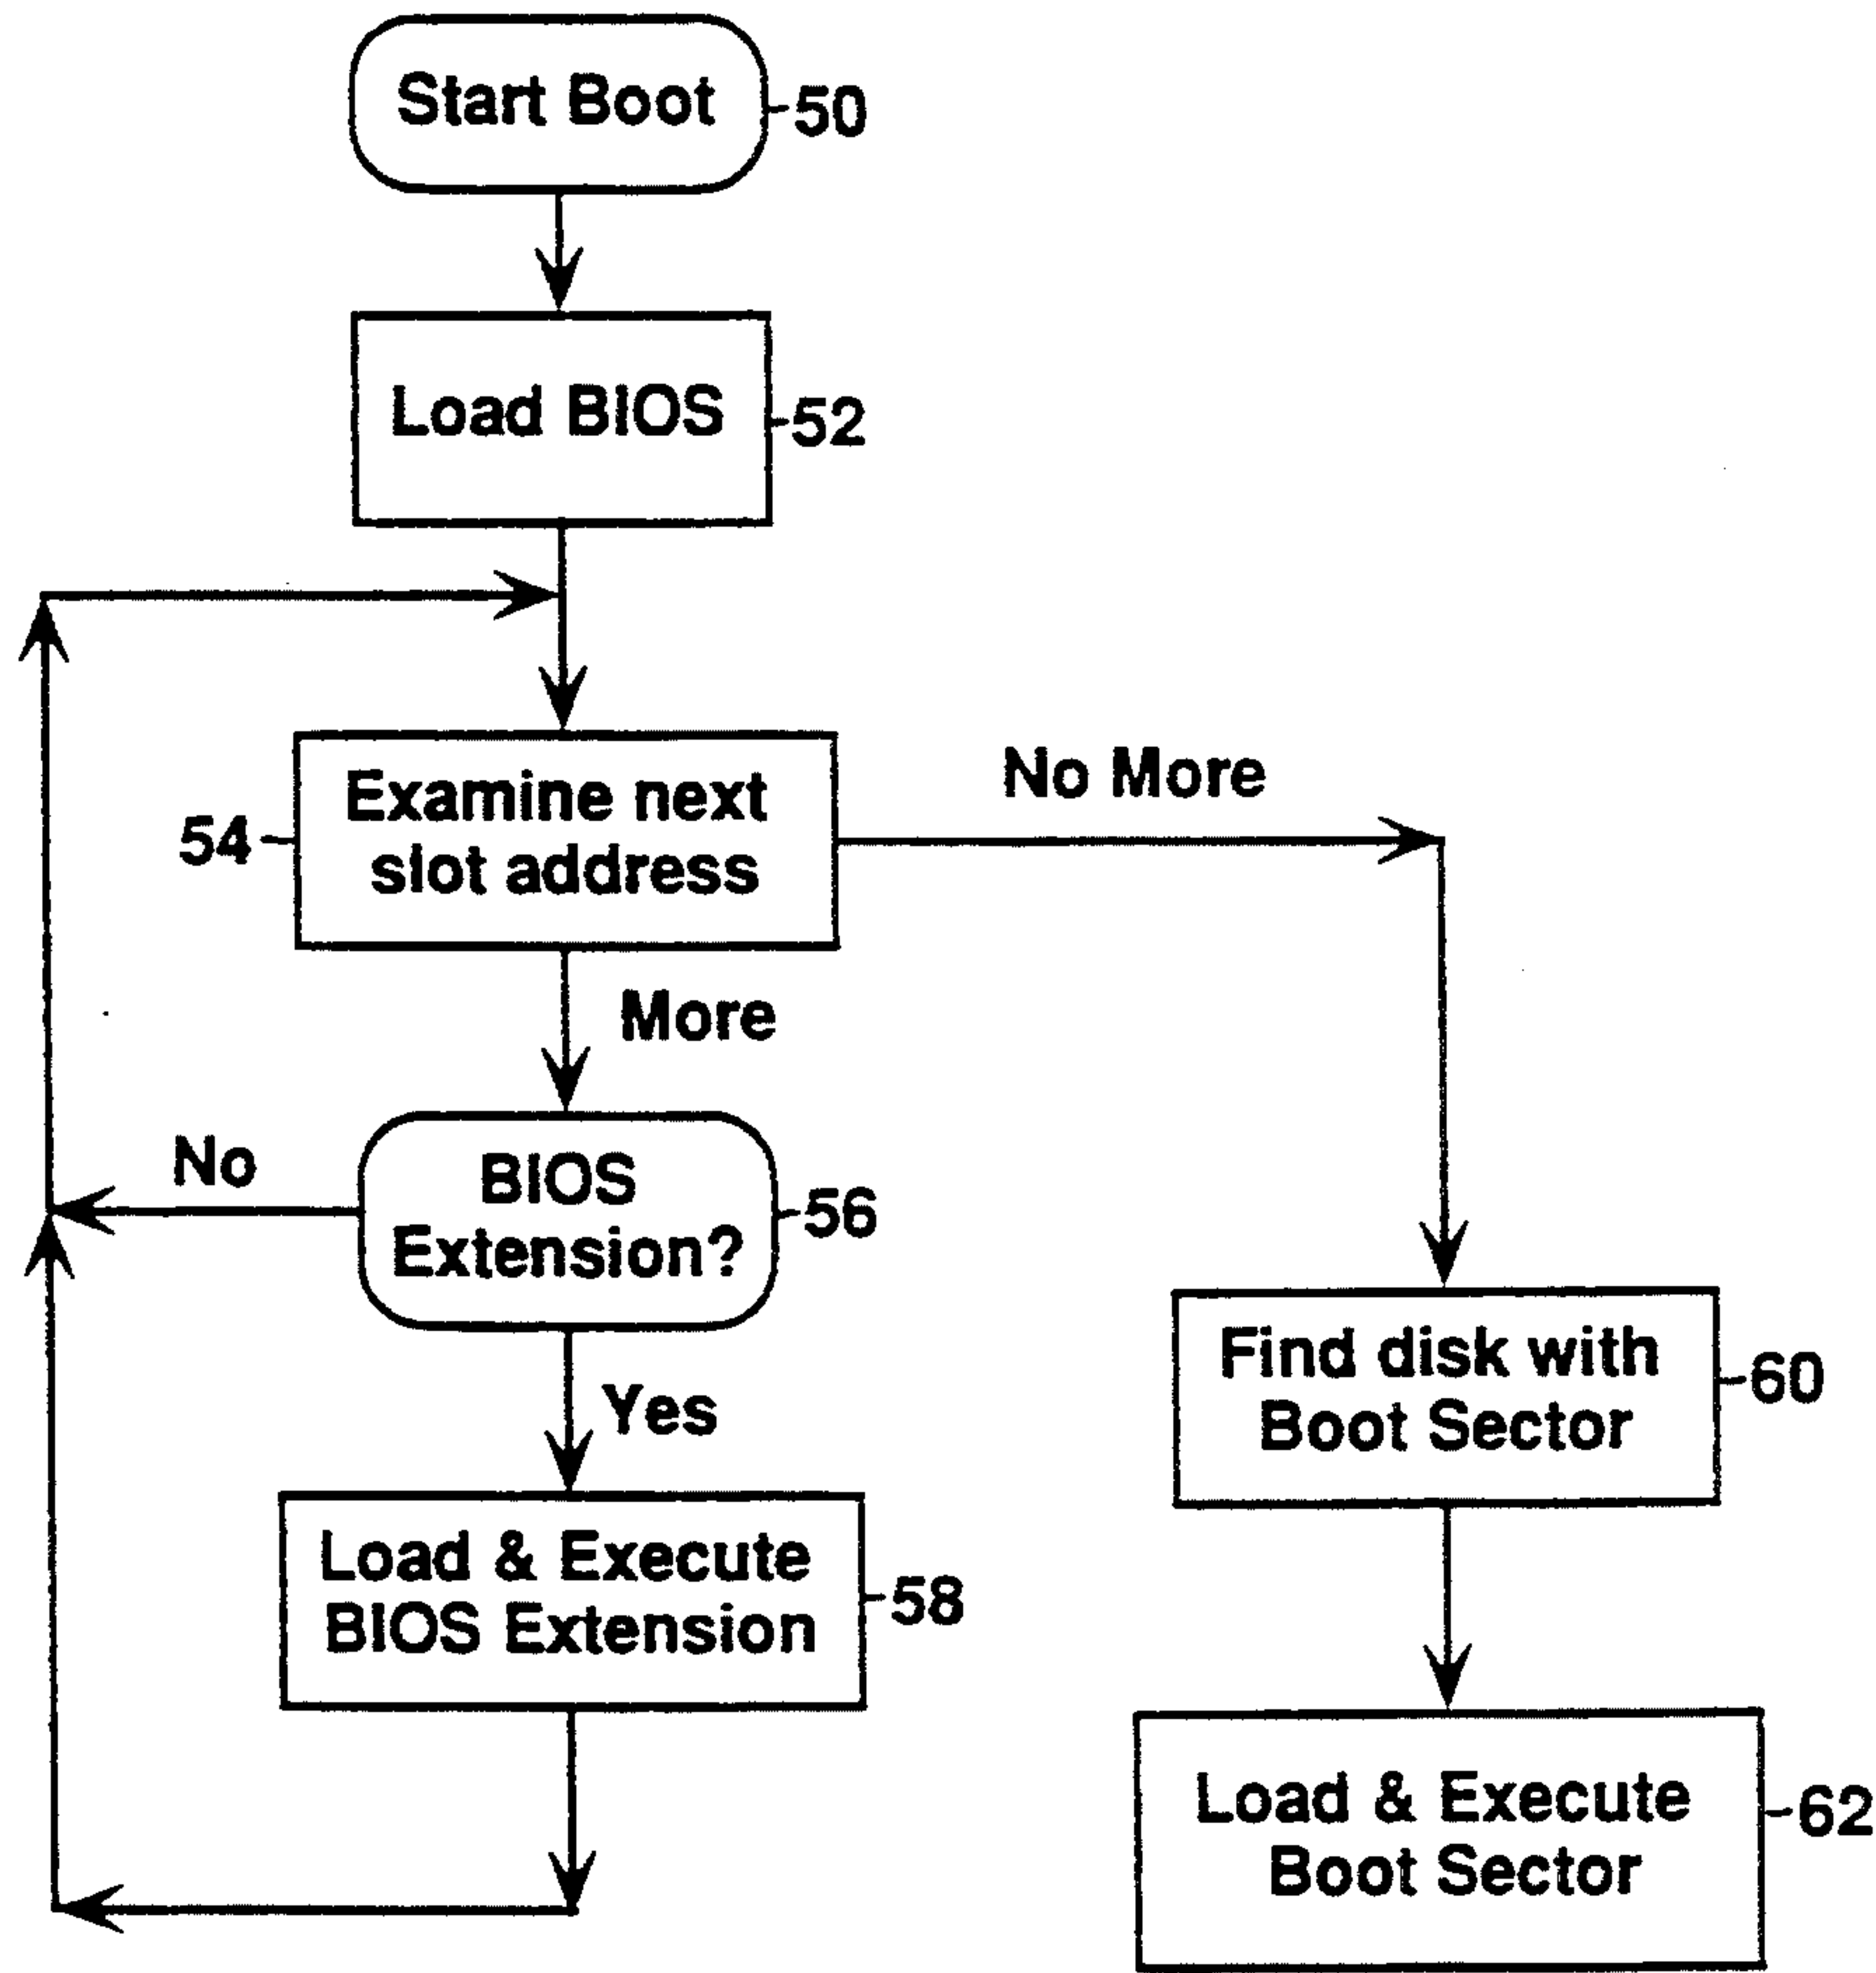 Start Boot
50
Load BIOS
52
Examine next
slot address
54
No More
More
BIOS
Extension?
56
No
Yes
Load & Execute
BIOS Extension
58
Find disk with
Boot Sector
60
Load & Execute
Boot Sector
62